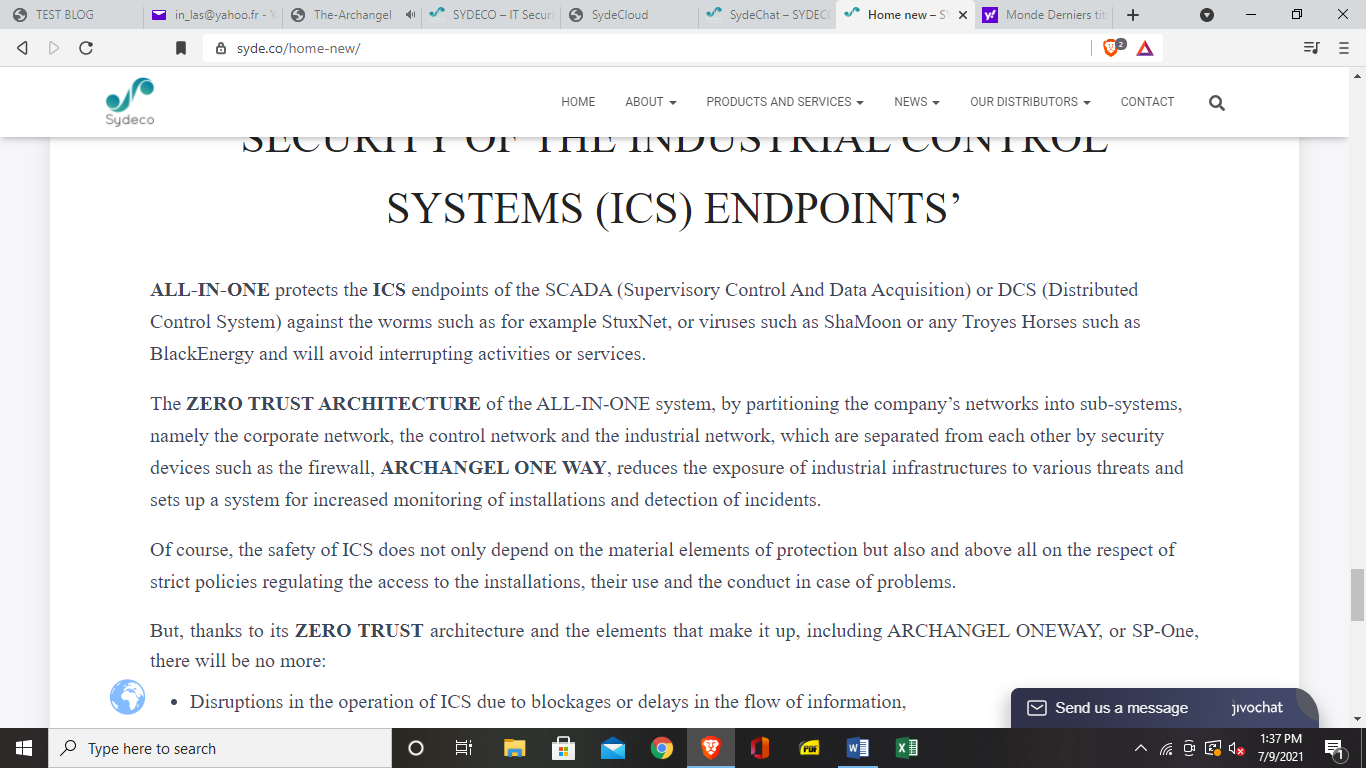 TEST BLOG
in_las@yahoo.fr - Y
The-Archangel
SYDECO – IT Securi
SydeCloud
SydeChat – SYDEC
Home new – S
Monde Derniers tit
syde.co/home-new/
2
Sydeco
HOME ABOUT PRODUCTS AND SERVICES NEWS OUR DISTRIBUTORS CONTACT
SECURITY OF THE INDUSTRIAL CONTROL
SYSTEMS (ICS) ENDPOINTS’
ALL-IN-ONE protects the ICS endpoints of the SCADA (Supervisory Control And Data Acquisition) or DCS (Distributed
Control System) against the worms such as for example StuxNet, or viruses such as ShaMoon or any Troyes Horses such as
BlackEnergy and will avoid interrupting activities or services.
The ZERO TRUST ARCHITECTURE of the ALL-IN-ONE system, by partitioning the company’s networks into sub-systems,
namely the corporate network, the control network and the industrial network, which are separated from each other by security
devices such as the firewall, ARCHANGEL ONE WAY, reduces the exposure of industrial infrastructures to various threats and
sets up a system for increased monitoring of installations and detection of incidents.
Of course, the safety of ICS does not only depend on the material elements of protection but also and above all on the respect of
strict policies regulating the access to the installations, their use and the conduct in case of problems.
But, thanks to its ZERO TRUST architecture and the elements that make it up, including ARCHANGEL ONEWAY, or SP-One,
there will be no more:
• Disruptions in the operation of ICS due to blockages or delays in the flow of information,
Send us a message jivochat
Type here to search
PDF
1:37 PM
7/9/2021
1